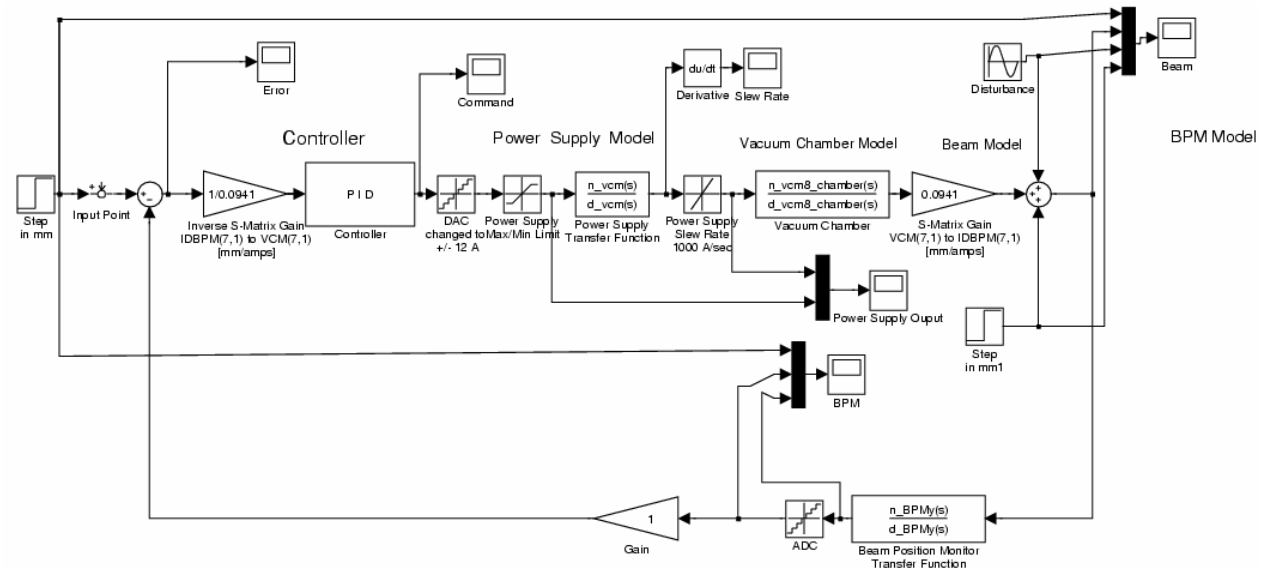 Error
Command
du/dt
Derivative
Slew Rate
Disturbance
Beam
Controller
Power Supply Model
Vacuum Chamber Model
Beam Model
BPM Model
Step
in mm
Input Point
+
−
1/0.0941
Inverse S-Matrix Gain
IDBPM(7,1) to VCM(7,1)
[mm/amps]
P I D
Controller
DAC
changed to
+/- 12 A
Power Supply
Max/Min Limit
n_vcm(s)
d_vcm(s)
Power Supply
Transfer Function
Power Supply
Slew Rate
1000 A/sec
n_vcm8_chamber(s)
d_vcm8_chamber(s)
Vacuum Chamber
0.0941
S-Matrix Gain
VCM(7,1) to IDBPM(7,1)
[mm/amps]
+
+
+
Power Supply Ouput
Step
in mm1
BPM
1
Gain
ADC
n_BPMy(s)
d_BPMy(s)
Beam Position Monitor
Transfer Function